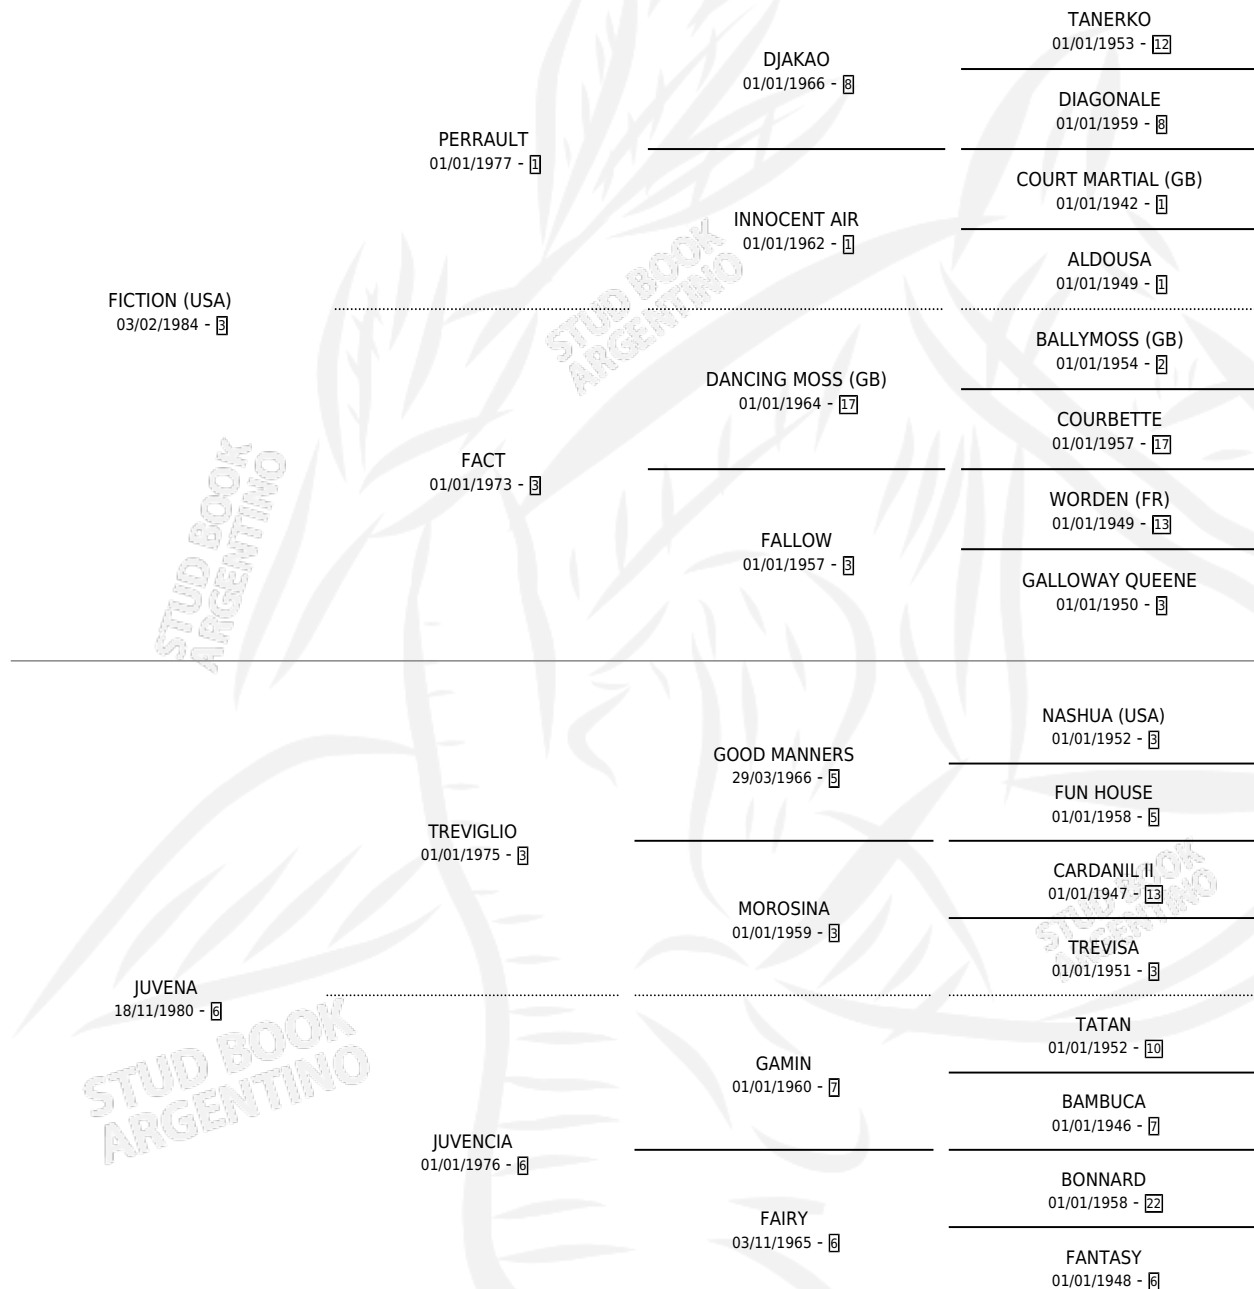 TANERKO
01/01/1953 - 12
DJAKAO
01/01/1966 - 8
DIAGONALE
01/01/1959 - 8
PERRAULT
01/01/1977 - 1
COURT MARTIAL (GB)
01/01/1942 - 1
INNOCENT AIR
01/01/1962 - 1
ALDOUSA
01/01/1949 - 1
FICTION (USA)
03/02/1984 - 3
BALLYMOSS (GB)
01/01/1954 - 2
DANCING MOSS (GB)
01/01/1964 - 17
COURBETTE
01/01/1957 - 17
FACT
01/01/1973 - 3
WORDEN (FR)
01/01/1949 - 13
FALLOW
01/01/1957 - 3
GALLOWAY QUEENE
01/01/1950 - 3
NASHUA (USA)
01/01/1952 - 3
GOOD MANNERS
29/03/1966 - 5
FUN HOUSE
01/01/1958 - 5
TREVIGLIO
01/01/1975 - 3
CARDANIL II
01/01/1947 - 13
MOROSINA
01/01/1959 - 3
TREVISA
01/01/1951 - 3
JUVENA
18/11/1980 - 6
TATAN
01/01/1952 - 10
GAMIN
01/01/1960 - 7
BAMBUCA
01/01/1946 - 7
JUVENCIA
01/01/1976 - 6
BONNARD
01/01/1958 - 22
FAIRY
03/11/1965 - 6
FANTASY
01/01/1948 - 6
STUD BOOK
ARGENTINO
STUD BOOK
ARGENTINO
STUD BOOK
ARGENTINO
STUD BOOK
ARGENTINO